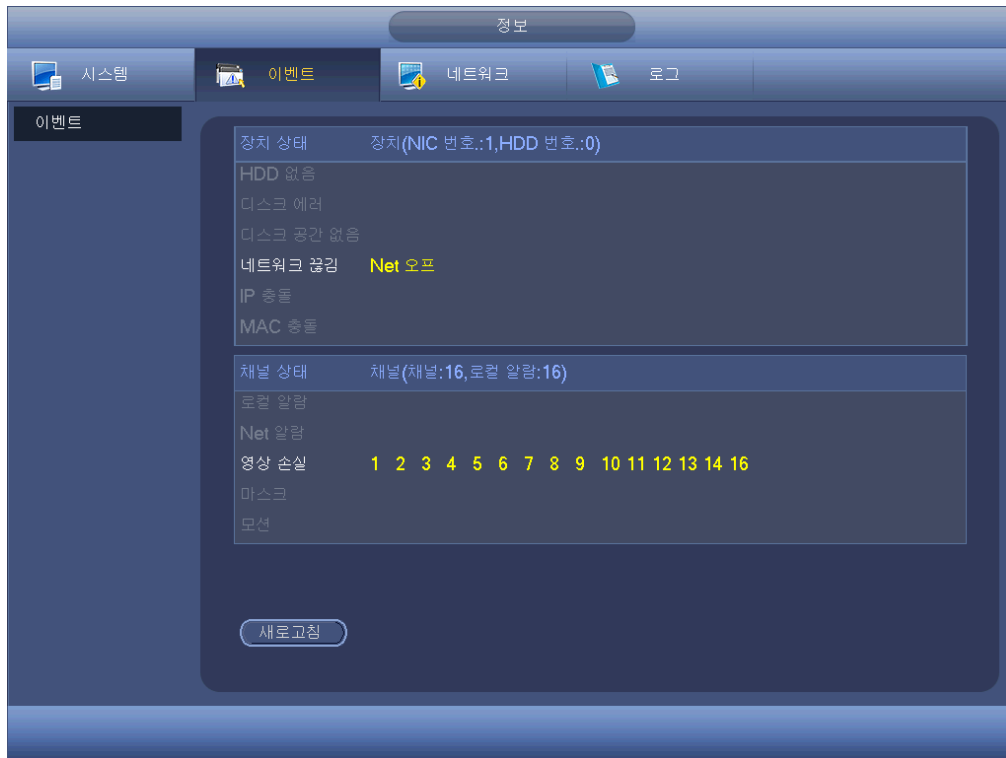 정보
시스템 이벤트 네트워크 로그
이벤트
장치 상태 장치(NIC 번호.:1,HDD 번호.:0)
HDD 없음
디스크 에러
디스크 공간 없음
네트워크 끊김 Net 오프
IP 충돌
MAC 충돌
채널 상태 채널(채널:16,로컬 알람:16)
로컬 알람
Net 알람
영상 손실 1 2 3 4 5 6 7 8 9 10 11 12 13 14 16
마스크
모션
새로고침